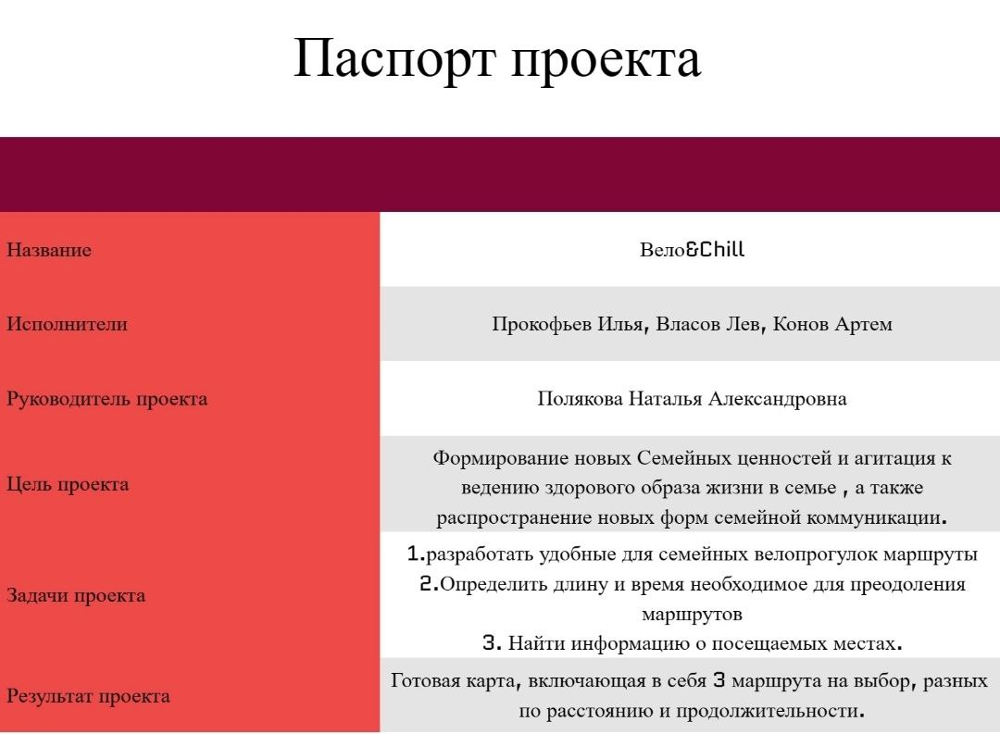 Паспорт проекта
Название
Вело&Chill
Исполнители
Прокофьев Илья, Власов Лев, Конов Артем
Руководитель проекта
Полякова Наталья Александровна
Цель проекта
Формирование новых Семейных ценностей и агитация к
ведению здорового образа жизни в семье , а также
распространение новых форм семейной коммуникации.
Задачи проекта
1.разработать удобные для семейных велопрогулок маршруты
2.Определить длину и время необходимое для преодоления
маршрутов
3. Найти информацию о посещаемых местах.
Результат проекта
Готовая карта, включающая в себя 3 маршрута на выбор, разных
по расстоянию и продолжительности.